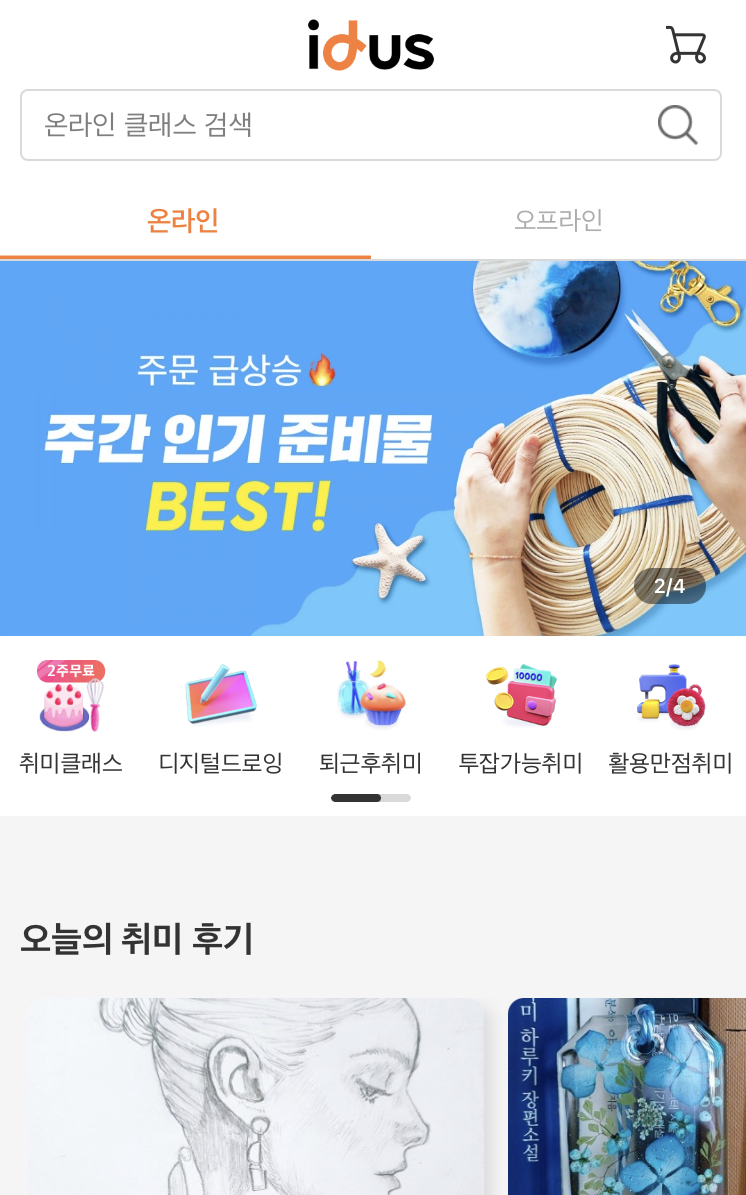 idus
온라인 클래스 검색
온라인
오프라인
주문 급상승🔥
주간 인기 준비물
BEST!
2/4
2주무료
10000
취미클래스
디지털드로잉
퇴근후취미
투잡가능취미
활용만점취미
오늘의 취미 후기
미 하루키 장편소설